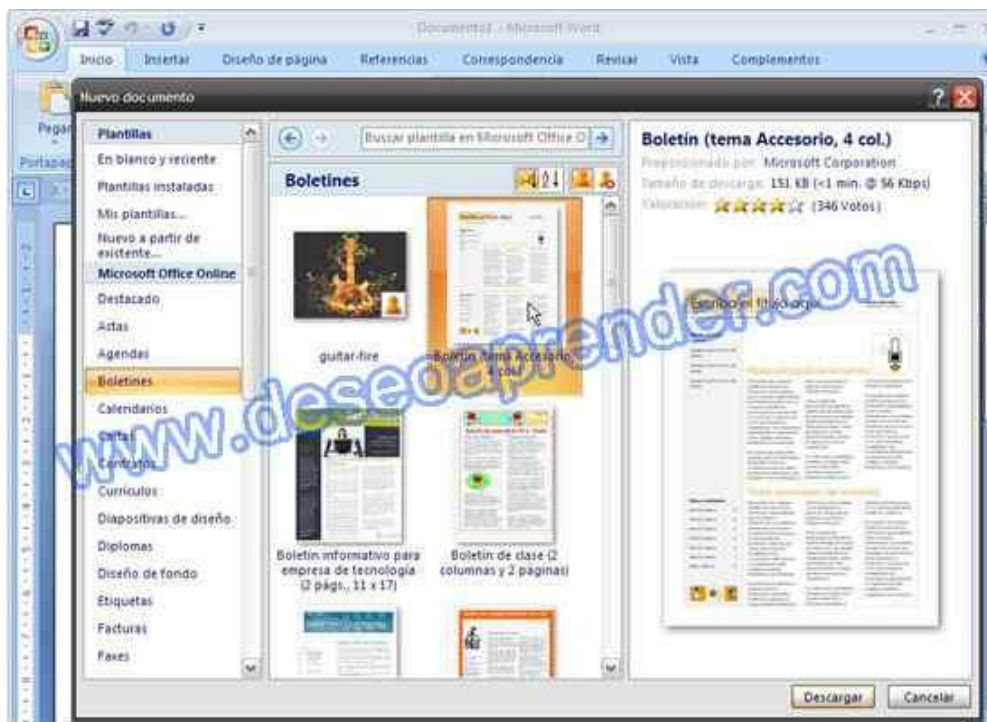 Documento1 - Microsoft Word
Inicio Insertar Diseño de página Referencias Correspondencia Revisar Vista Complementos
Pegar
Nuevo documento
Plantillas
En blanco y reciente
Plantillas instaladas
Mis plantillas...
Nuevo a partir de
existente...
Microsoft Office Online
Destacado
Actas
Agendas
Boletines
Calendarios
Cartas
Contratos
Currículos
Diapositivas de diseño
Diplomas
Diseño de fondo
Etiquetas
Facturas
Faxes
Buscar plantilla en Microsoft Office O
Boletines
guitar-fire
Boletín (tema Accesorio,
4 col.)
Boletín informativo para
empresa de tecnología
(2 págs., 11 x 17)
Boletín de clase (2
columnas y 2 páginas)
Boletín (tema Accesorio, 4 col.)
Proporcionado por: Microsoft Corporation
Tamaño de descarga: 151 KB (<1 min. @ 56 Kbps)
Valoración: (346 Votos)
Escriba el título aquí
www.deseoaprender.com
Descargar Cancelar